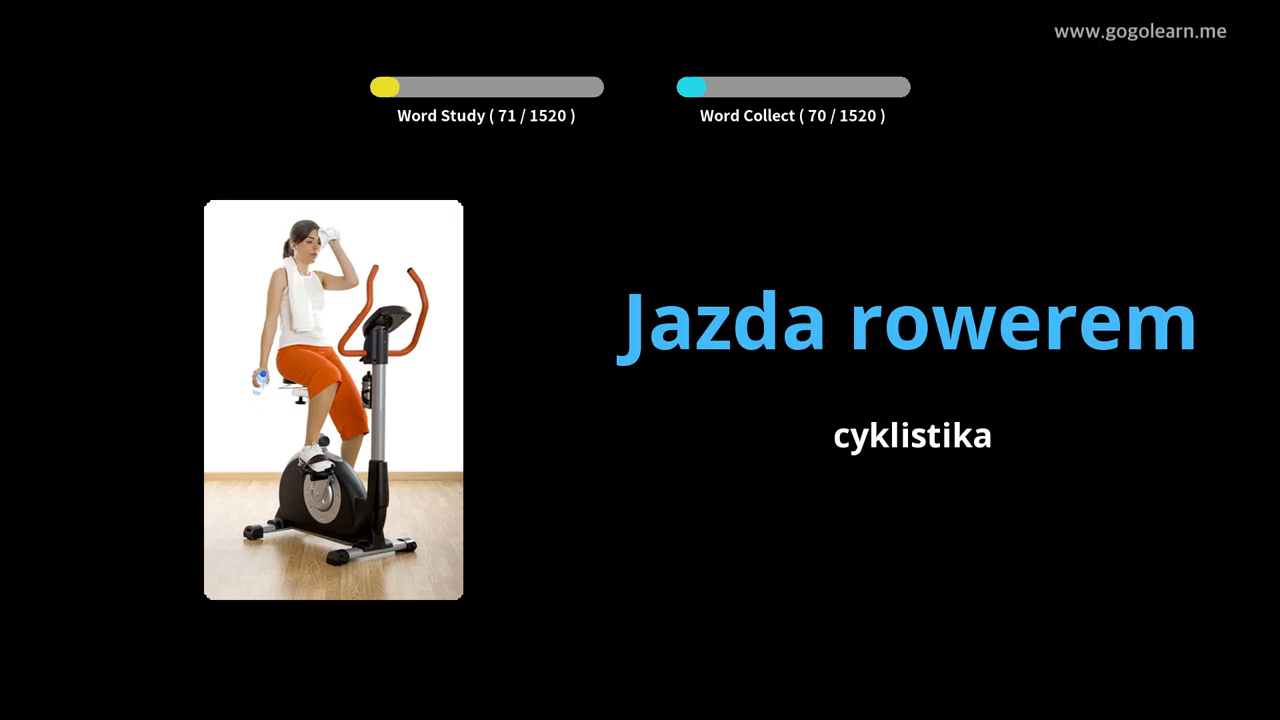 www.gogolearn.me
Word Study ( 71 / 1520 )
Word Collect ( 70 / 1520 )
Jazda rowerem
cyklistika